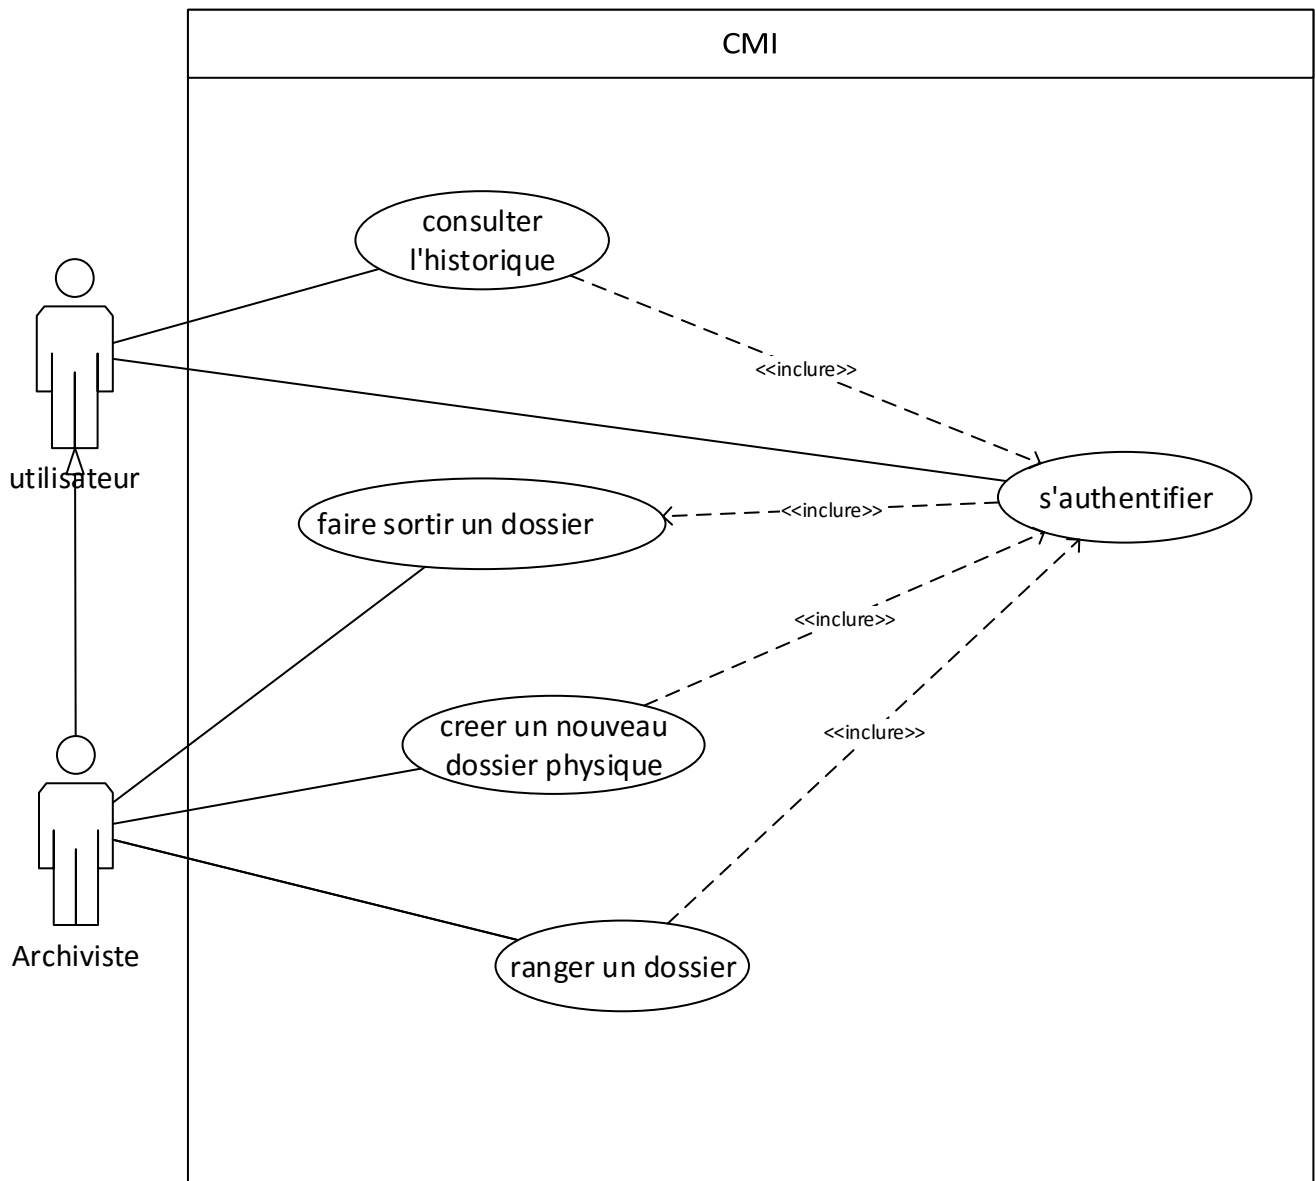 CMI
consulter
l'historique
<<inclure>>
utilisateur
s'authentifier
faire sortir un dossier
<<inclure>>
<<inclure>>
creer un nouveau
dossier physique
<<inclure>>
Archiviste
ranger un dossier